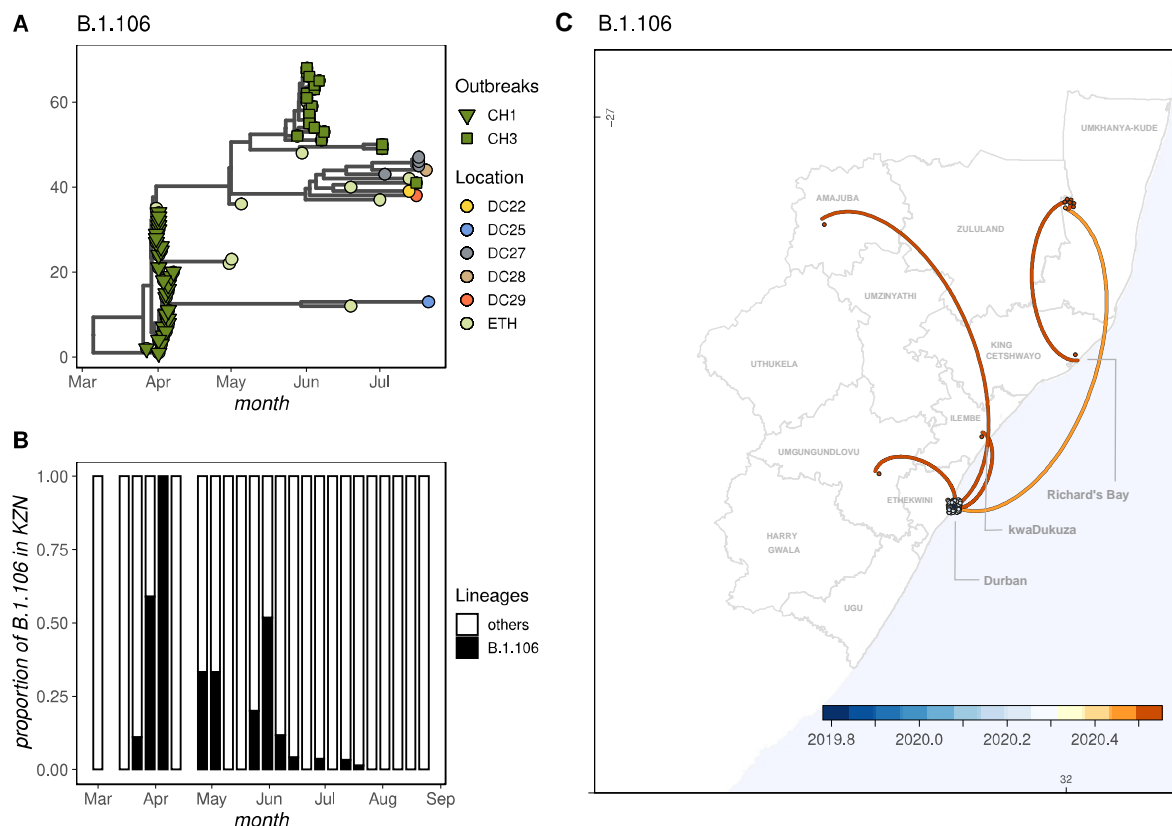 A
B.1.106
60
40
20
0
Mar
Apr
May
Jun
Jul
month
Outbreaks
CH1
CH3
Location
DC22
DC25
DC27
DC28
DC29
ETH
B
proportion of B.1.106 in KZN
1.00
0.75
0.50
0.25
0.00
Mar
Apr
May
Jun
Jul
Aug
Sep
month
Lineages
others
B.1.106
C
B.1.106
-27
UMKHANYA-KUDE
AMAJUBA
ZULULAND
UMZINYATHI
UTHUKELA
KING
CETSHWAYO
ILEMBE
UMGUNGUNDLOVU
ETHEKWINI
HARRY
GWALA
UGU
Richard's Bay
kwaDukuza
Durban
2019.8
2020.0
2020.2
2020.4
32